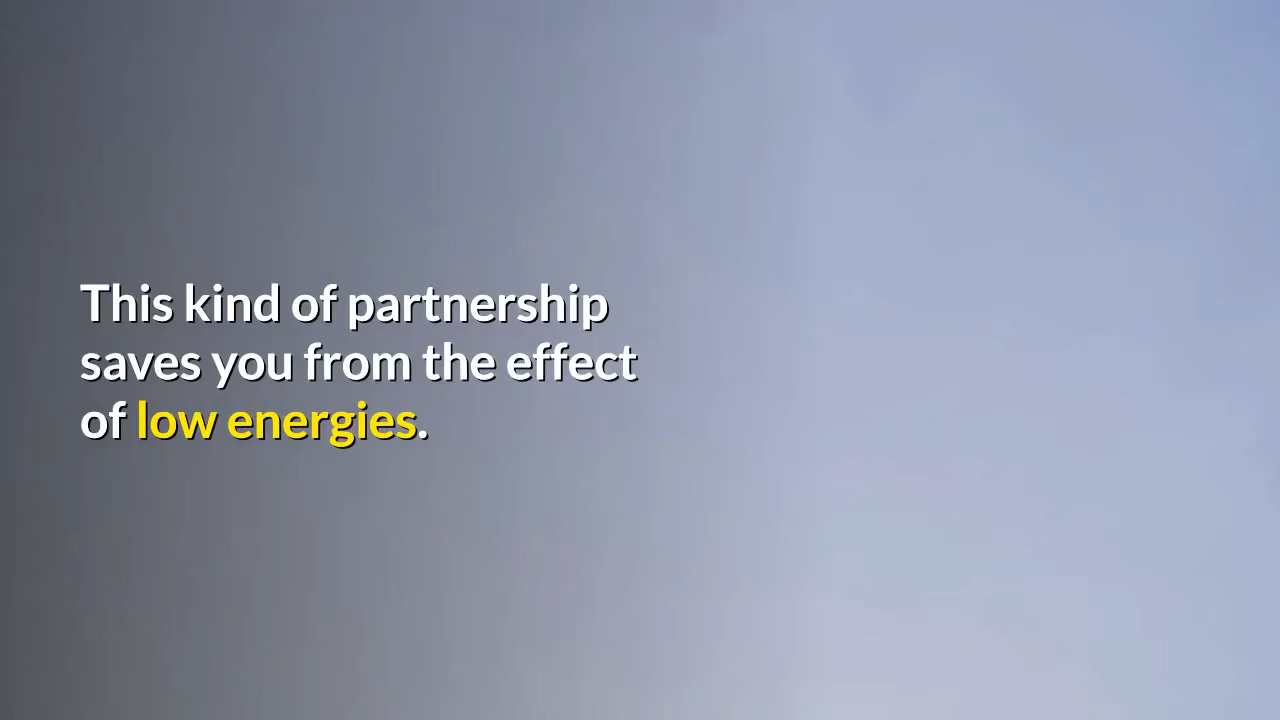 This kind of partnership
saves you from the effect
of low energies.